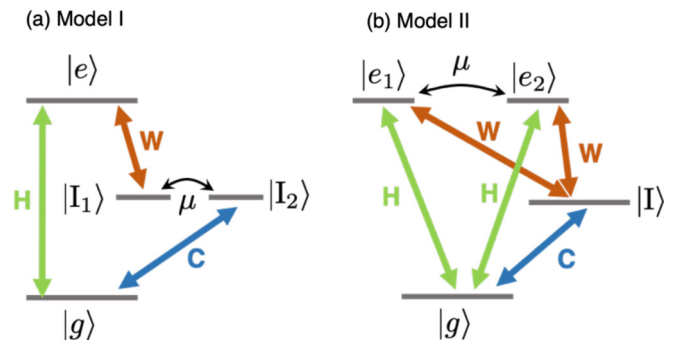 (a) Model I
(b) Model II
|e⟩
|e₁⟩ μ |e₂⟩
W
W
W
H |I₁⟩ μ |I₂⟩
H H |I⟩
C
C
|g⟩
|g⟩